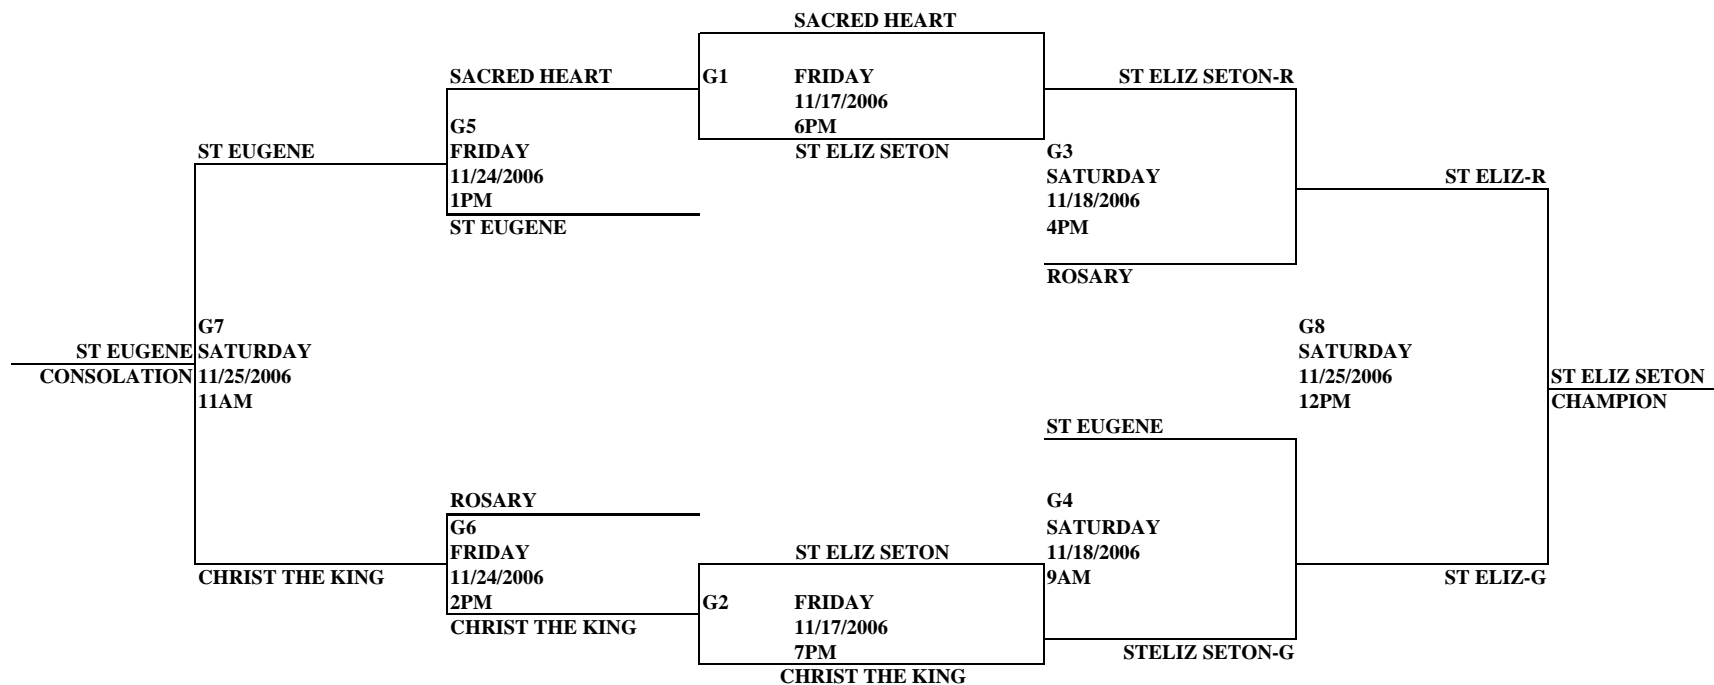 SACRED HEART
SACRED HEART
G1
FRIDAY
11/17/2006
6PM
ST ELIZ SETON
ST ELIZ SETON-R
G5
FRIDAY
11/24/2006
1PM
ST EUGENE
ST EUGENE
G3
SATURDAY
11/18/2006
4PM
ROSARY
ST ELIZ-R
G7
SATURDAY
11/25/2006
11AM
ST EUGENE
CONSOLATION
G8
SATURDAY
11/25/2006
12PM
ST ELIZ SETON
CHAMPION
ST EUGENE
G4
SATURDAY
11/18/2006
9AM
STELIZ SETON-G
ST ELIZ-G
ROSARY
G6
FRIDAY
11/24/2006
2PM
CHRIST THE KING
CHRIST THE KING
ST ELIZ SETON
G2
FRIDAY
11/17/2006
7PM
CHRIST THE KING